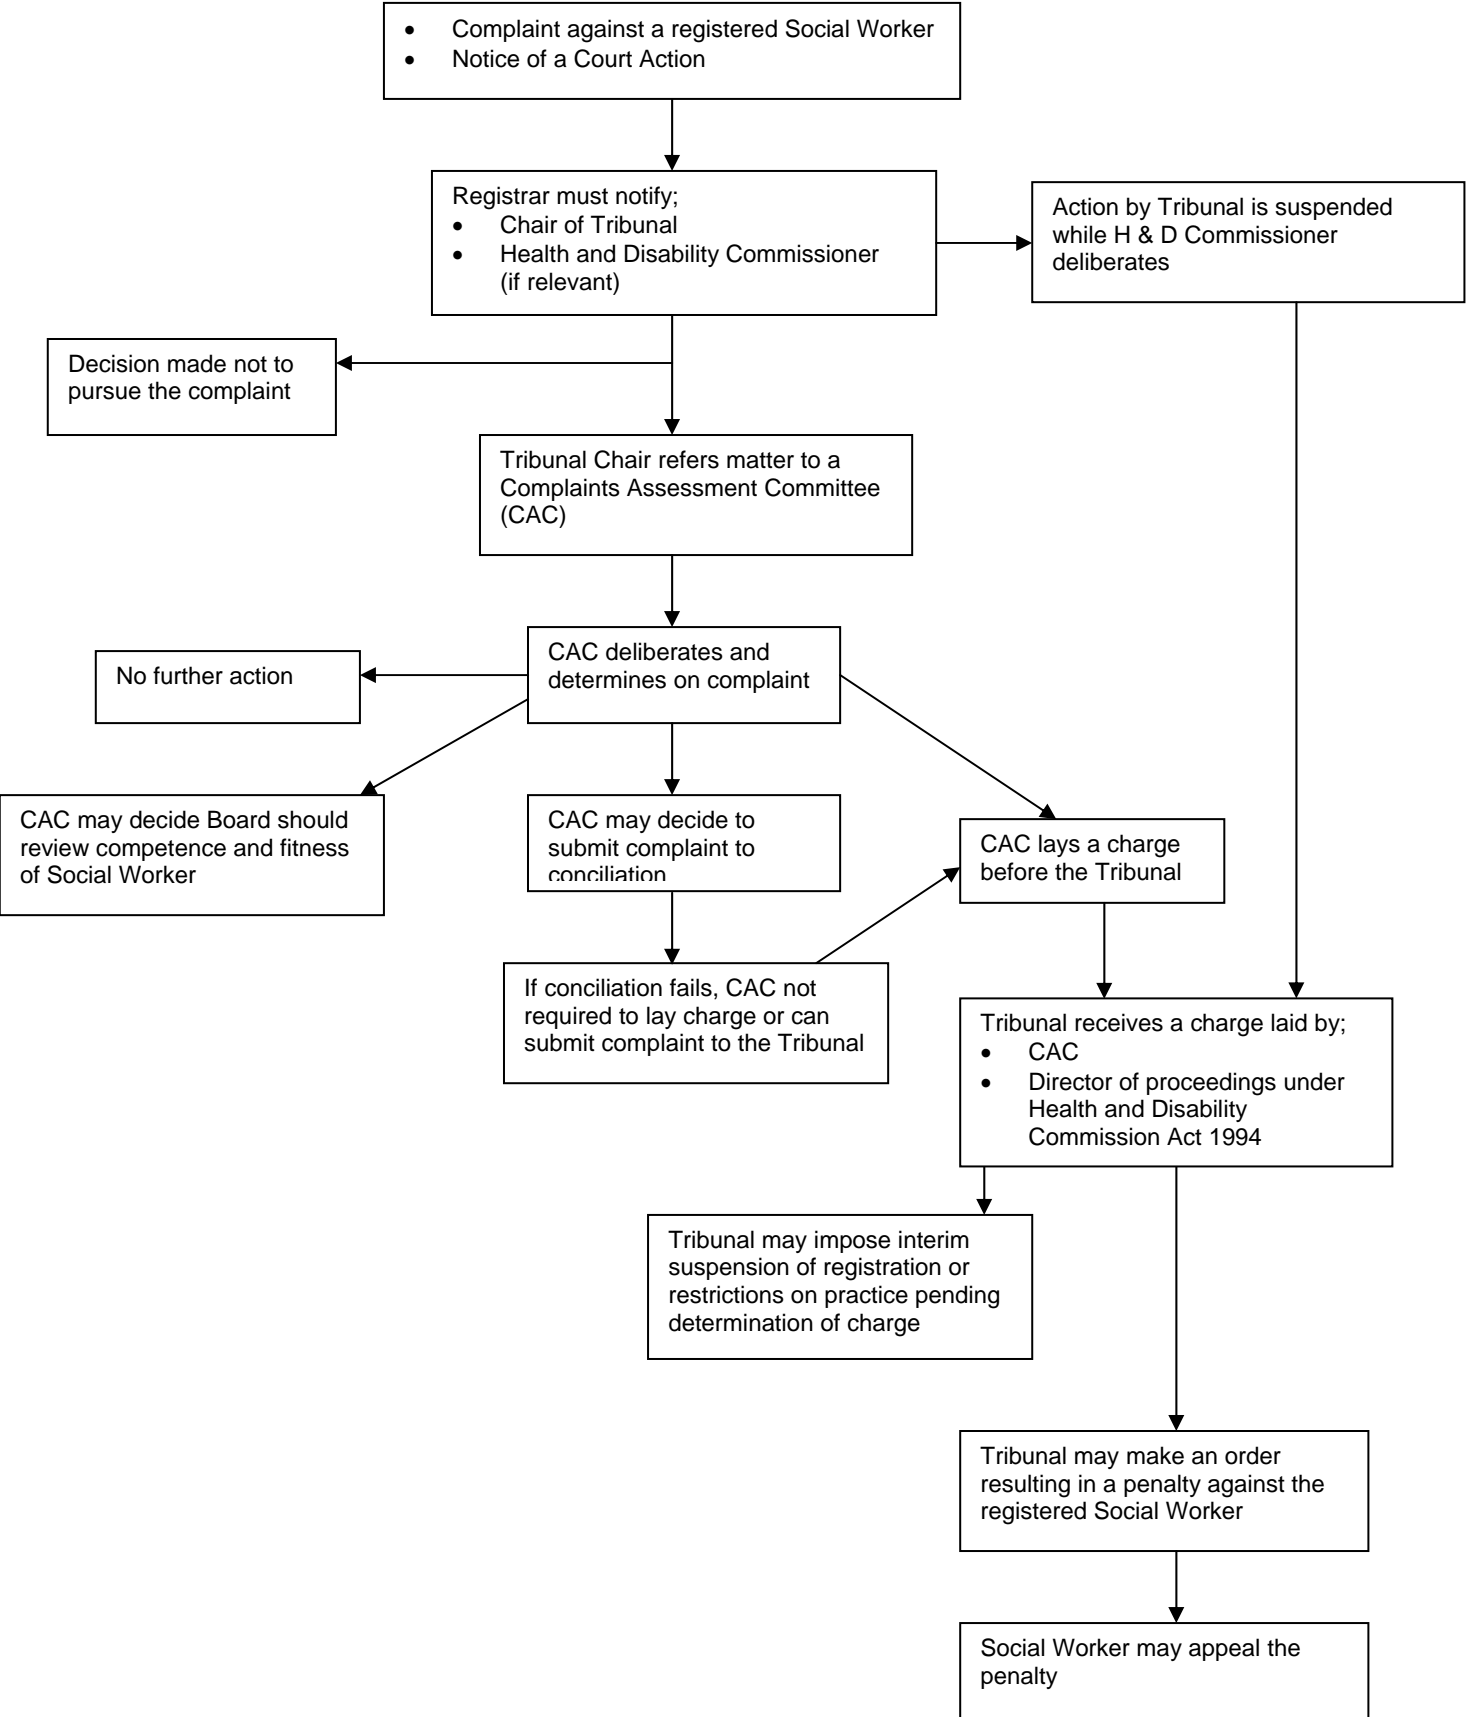 • Complaint against a registered Social Worker
• Notice of a Court Action
Registrar must notify;
• Chair of Tribunal
• Health and Disability Commissioner
(if relevant)
Action by Tribunal is suspended
while H & D Commissioner
deliberates
Decision made not to
pursue the complaint
Tribunal Chair refers matter to a
Complaints Assessment Committee
(CAC)
CAC deliberates and
determines on complaint
No further action
CAC may decide Board should
review competence and fitness
of Social Worker
CAC may decide to
submit complaint to
conciliation
CAC lays a charge
before the Tribunal
If conciliation fails, CAC not
required to lay charge or can
submit complaint to the Tribunal
Tribunal receives a charge laid by;
• CAC
• Director of proceedings under
Health and Disability
Commission Act 1994
Tribunal may impose interim
suspension of registration or
restrictions on practice pending
determination of charge
Tribunal may make an order
resulting in a penalty against the
registered Social Worker
Social Worker may appeal the
penalty